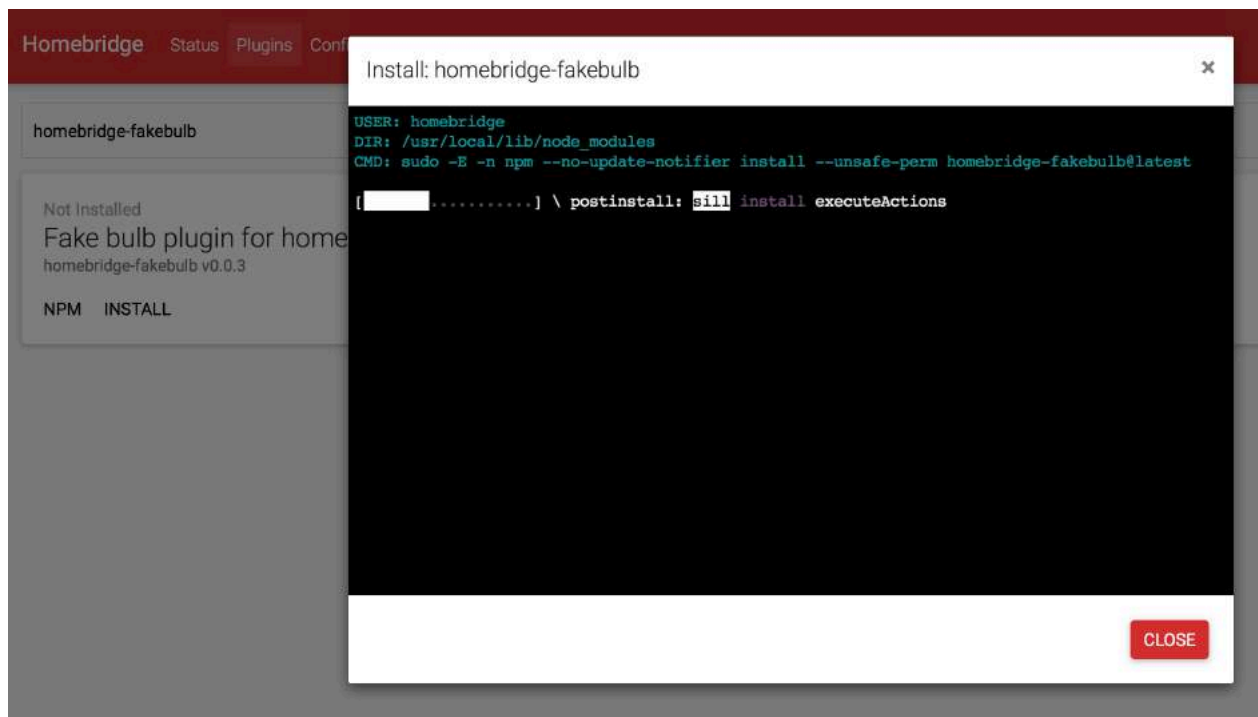 Homebridge Status Plugins Conf
Install: homebridge-fakebulb ×
homebridge-fakebulb
USER: homebridge
DIR: /usr/local/lib/node_modules
CMD: sudo -E -n npm --no-update-notifier install --unsafe-perm homebridge-fakebulb@latest
[ ...........] \ postinstall: sill install executeActions
Not Installed
Fake bulb plugin for home
homebridge-fakebulb v0.0.3
NPM INSTALL
CLOSE